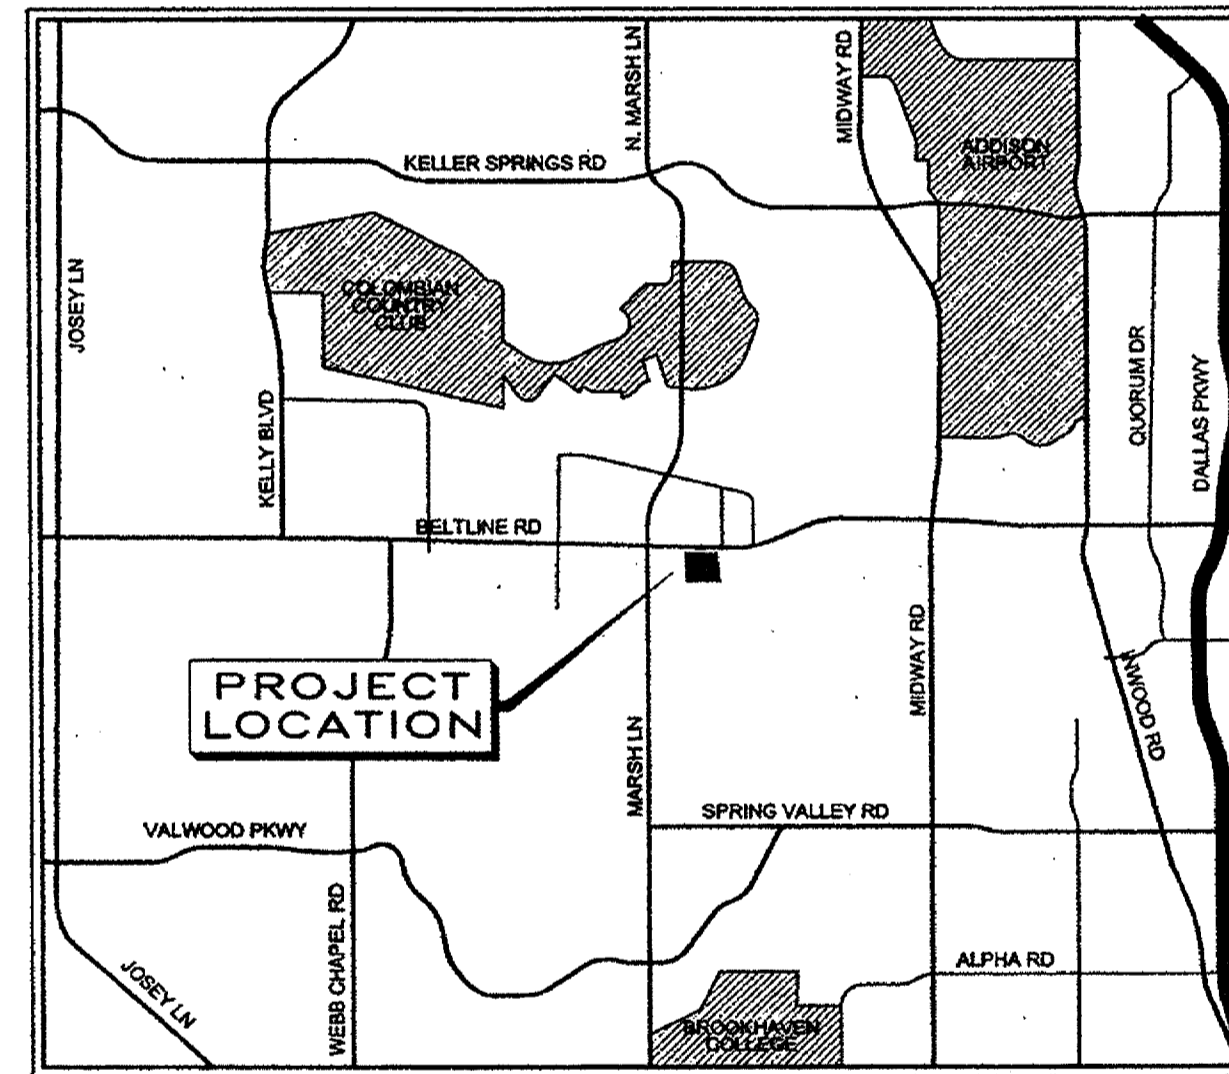 N. MARSH LN
MIDWAY RD
ADDISON
AIRPORT
KELLER SPRINGS RD
JOSEY LN
COLOMBIAN
COUNTRY
CLUB
QUORUM DR
DALLAS PKWY
KELLY BLVD
BELTLINE RD
PROJECT
LOCATION
MIDWAY RD
INWOOD RD
MARSH LN
SPRING VALLEY RD
VALWOOD PKWY
WEBB CHAPEL RD
JOSEY LN
ALPHA RD
BROOKHAVEN
COLLEGE